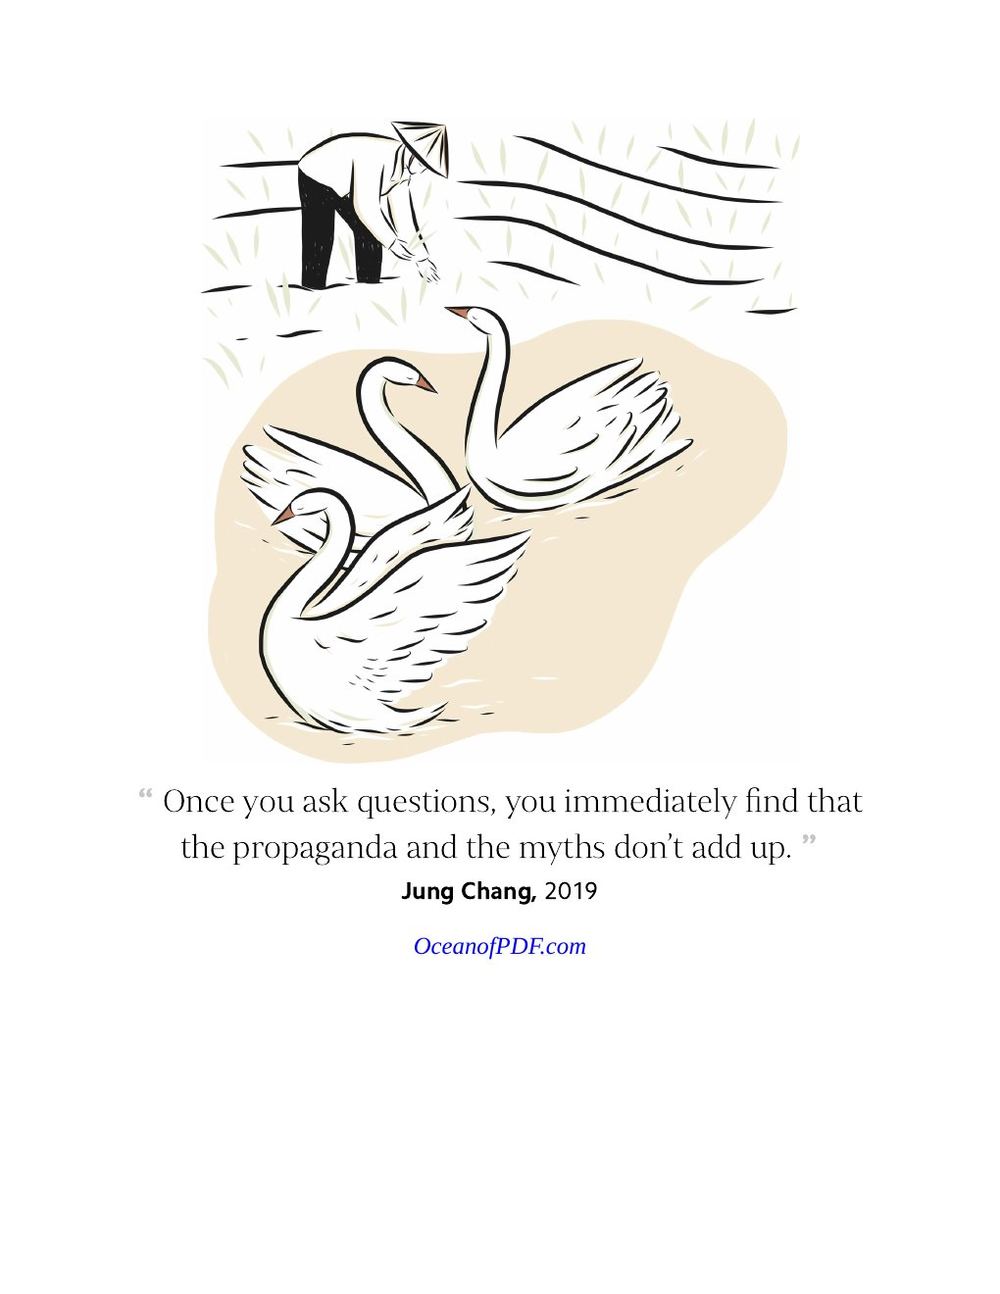 “ Once you ask questions, you immediately find that
the propaganda and the myths don’t add up. ”
Jung Chang, 2019
OceanofPDF.com